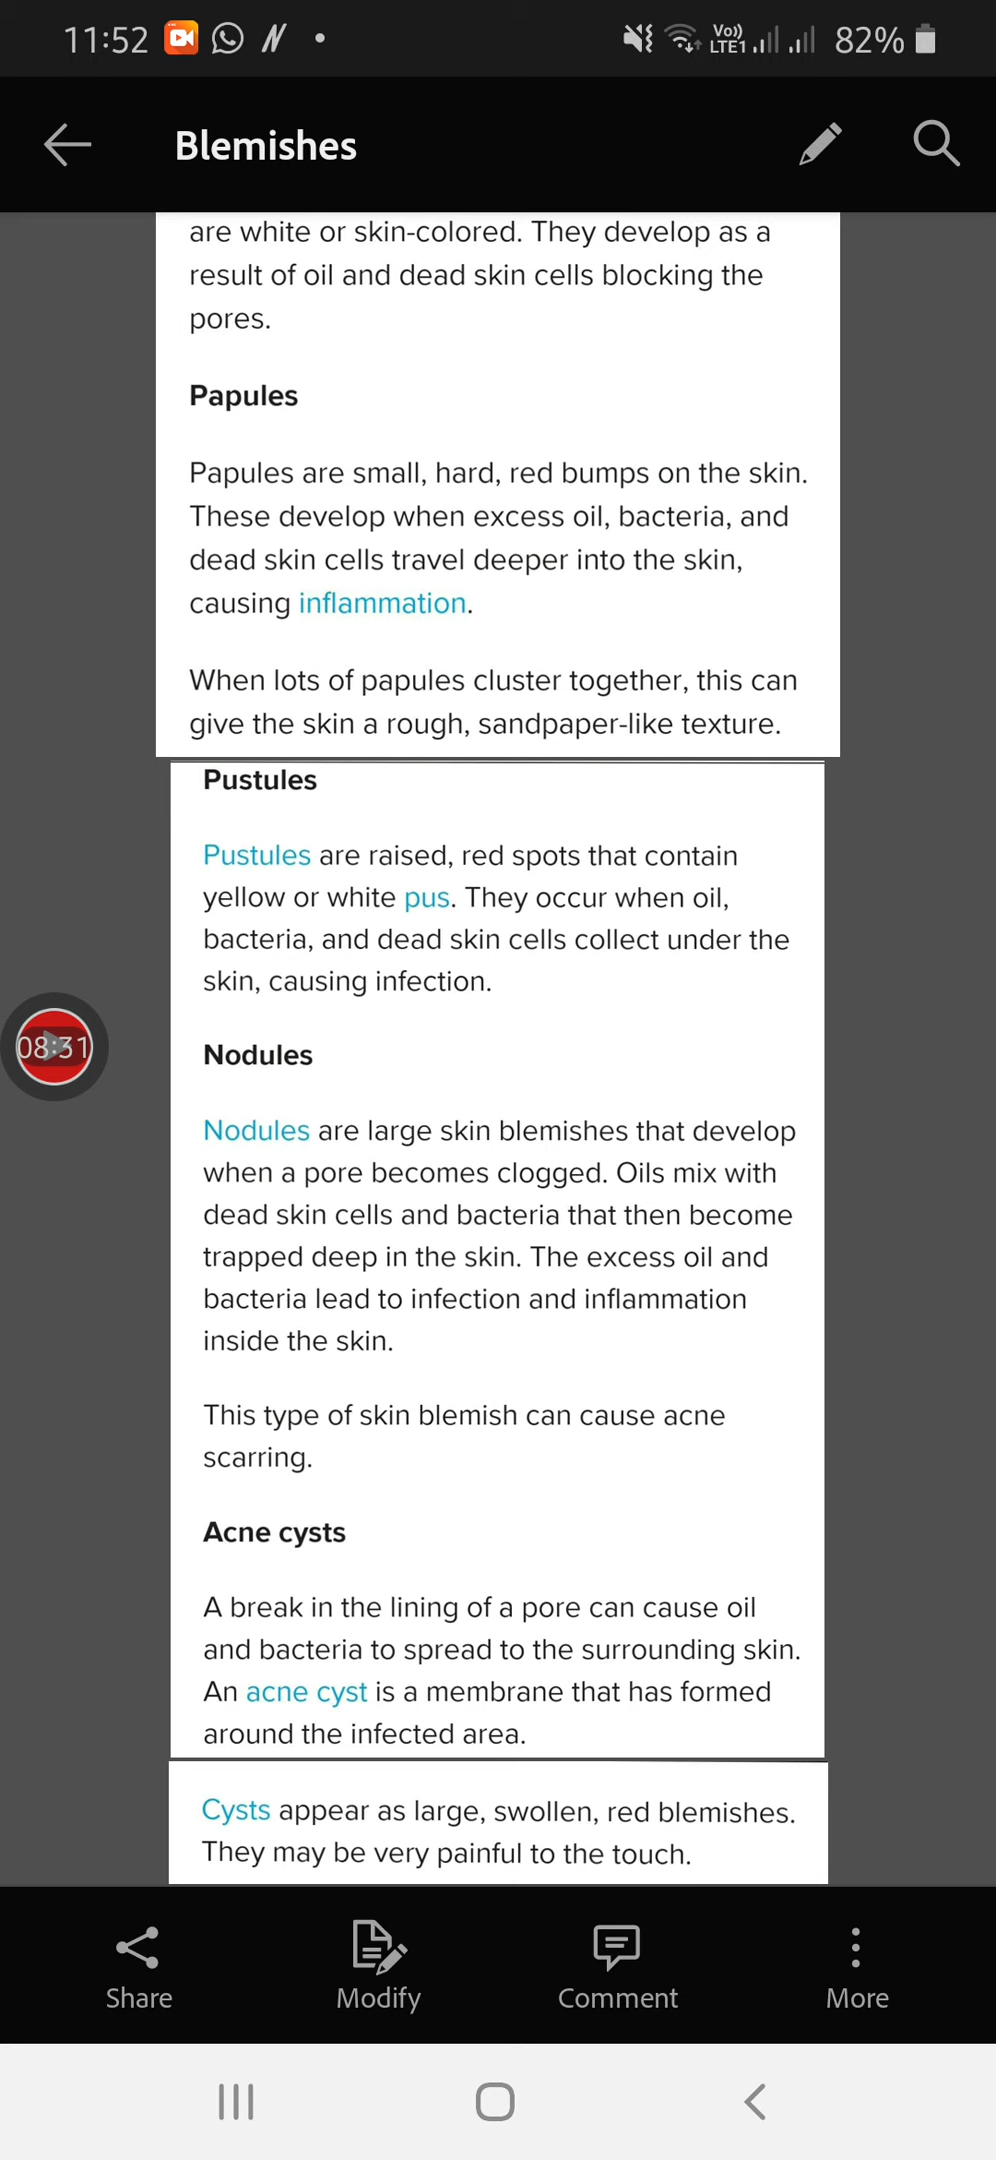 11:52
Vo))
LTE1
82%
Blemishes
are white or skin-colored. They develop as a
result of oil and dead skin cells blocking the
pores.
Papules
Papules are small, hard, red bumps on the skin.
These develop when excess oil, bacteria, and
dead skin cells travel deeper into the skin,
causing inflammation.
When lots of papules cluster together, this can
give the skin a rough, sandpaper-like texture.
Pustules
Pustules are raised, red spots that contain
yellow or white pus. They occur when oil,
bacteria, and dead skin cells collect under the
skin, causing infection.
08:31
Nodules
Nodules are large skin blemishes that develop
when a pore becomes clogged. Oils mix with
dead skin cells and bacteria that then become
trapped deep in the skin. The excess oil and
bacteria lead to infection and inflammation
inside the skin.
This type of skin blemish can cause acne
scarring.
Acne cysts
A break in the lining of a pore can cause oil
and bacteria to spread to the surrounding skin.
An acne cyst is a membrane that has formed
around the infected area.
Cysts appear as large, swollen, red blemishes.
They may be very painful to the touch.
Share
Modify
Comment
More